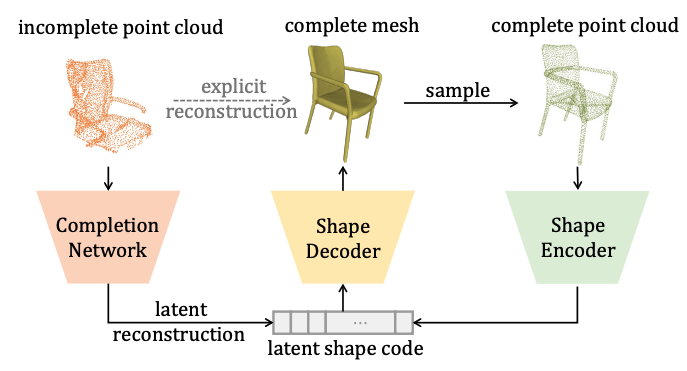 incomplete point cloud
complete mesh
complete point cloud
explicit
reconstruction
sample
Completion
Network
Shape
Decoder
Shape
Encoder
latent
reconstruction
...
latent shape code